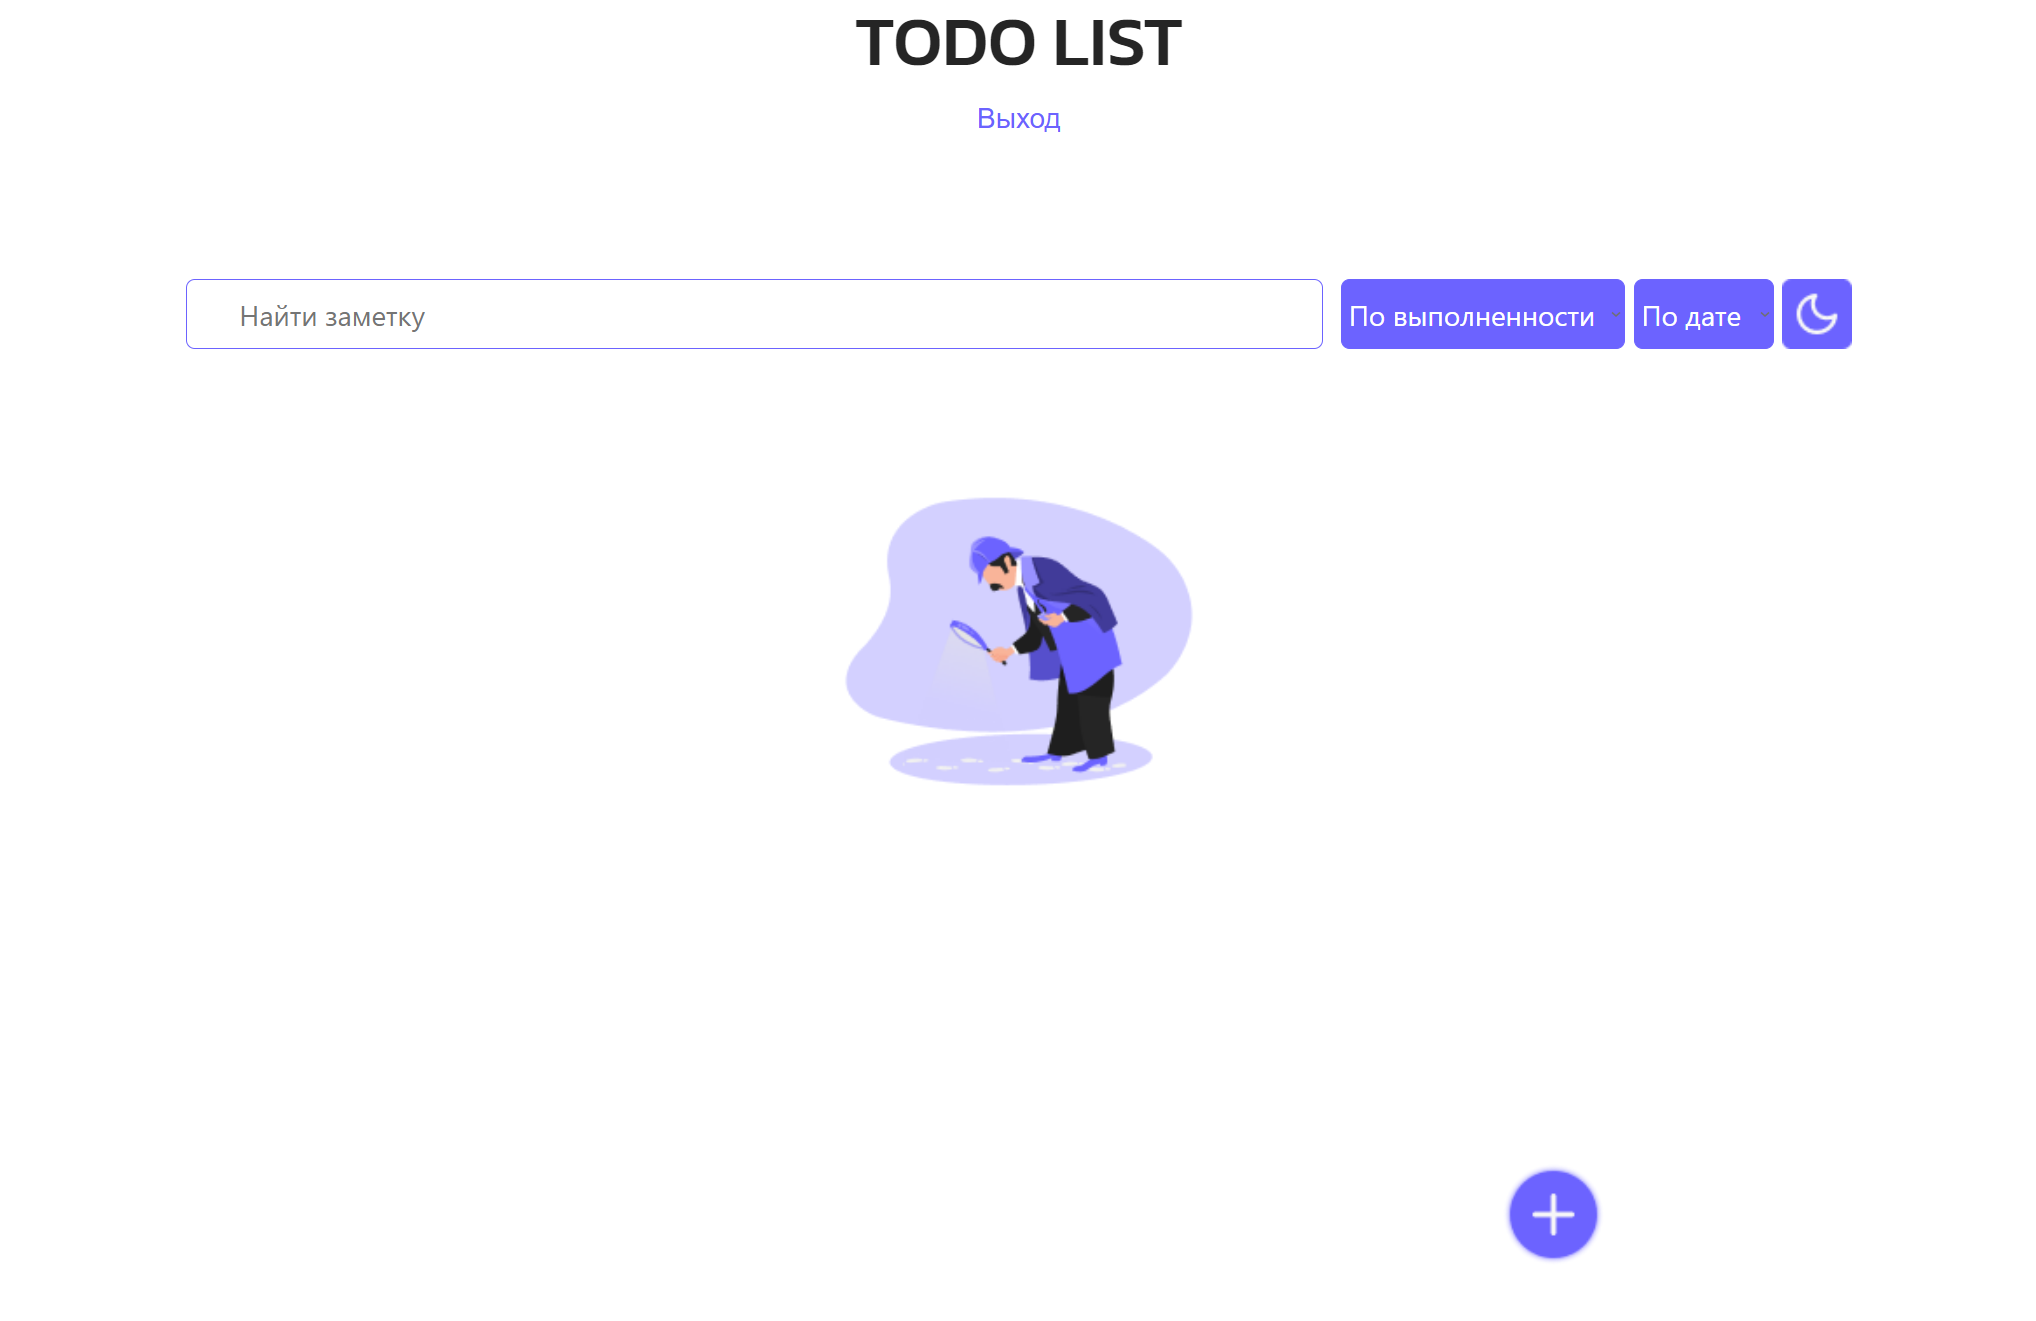 TODO LIST
Выход
Найти заметку
По выполненности
По дате